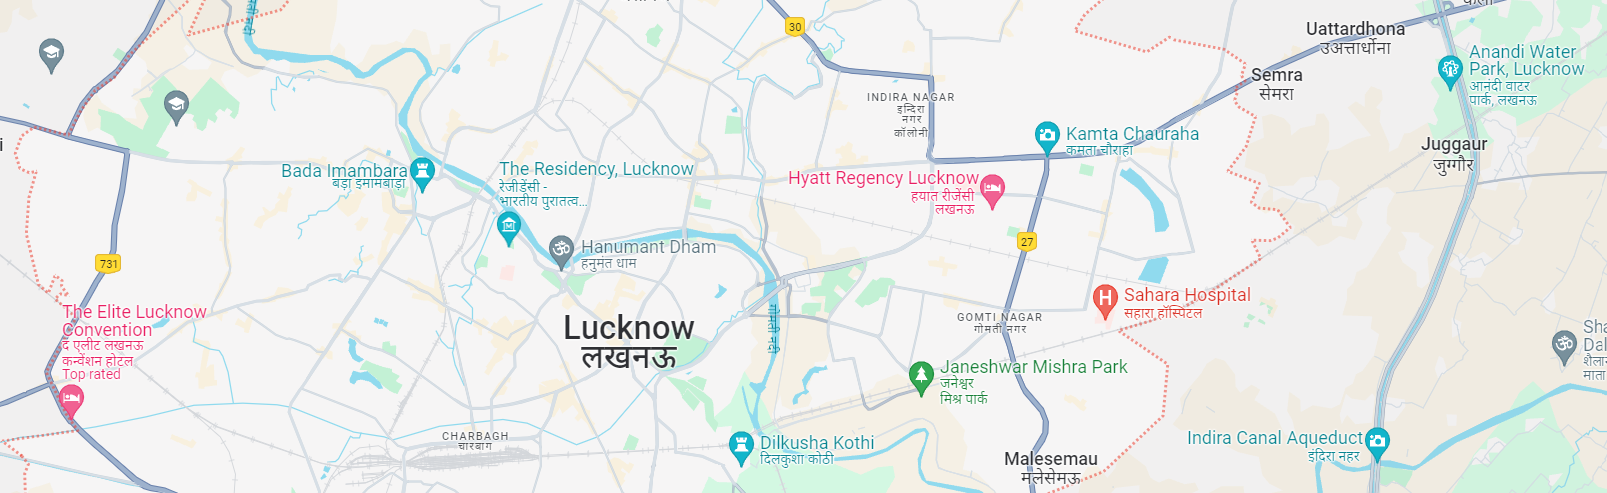 30
Uattardhona
उअत्तार्धोना
Anandi Water
Park, Lucknow
आनंदी वाटर
पार्क, लखनऊ
Semra
सेमरा
INDIRA NAGAR
इन्दिरा
नगर
कॉलोनी
Kamta Chauraha
कमता चौराहा
Juggaur
जुग्गौर
Bada Imambara
बड़ा इमामबाड़ा
The Residency, Lucknow
रेजीडेंसी -
भारतीय पुरातत्व...
Hyatt Regency Lucknow
हयात रीजेंसी
लखनऊ
Hanumant Dham
हनुमंत धाम
27
731
Sahara Hospital
सहारा हॉस्पिटल
The Elite Lucknow
Convention
द एलीट लखनऊ
कन्वेंशन होटल
Top rated
Lucknow
लखनऊ
गोमती नदी
GOMTI NAGAR
गोमती नगर
Janeshwar Mishra Park
जनेश्वर
मिश्र पार्क
Sha
Dal
शैला
माता
CHARBAGH
चारबाग
Dilkusha Kothi
दिलकुशा कोठी
Malesemau
मलेसेमऊ
Indira Canal Aqueduct
इंदिरा नहर